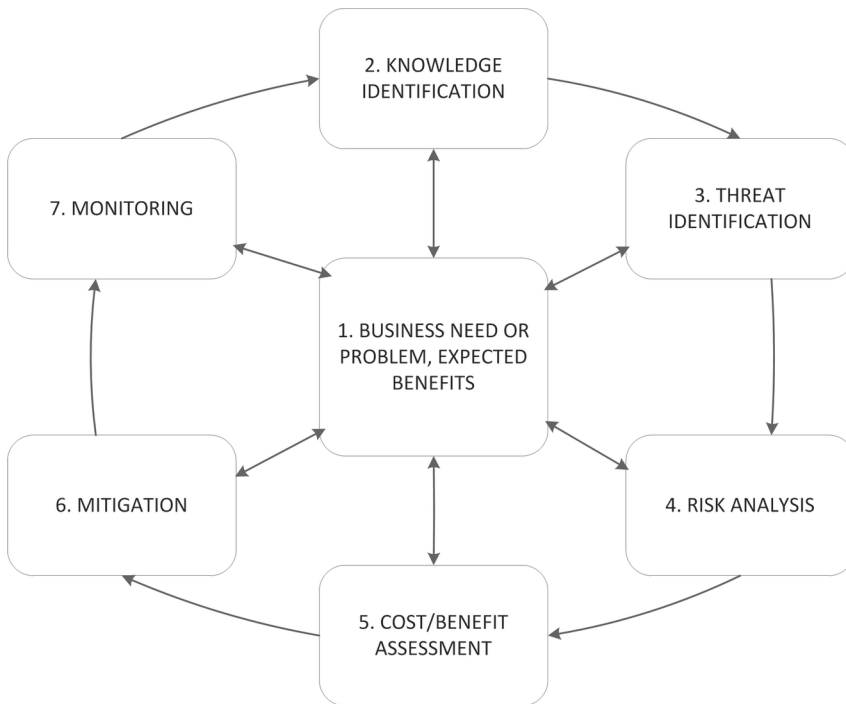 2. KNOWLEDGE
IDENTIFICATION
7. MONITORING
3. THREAT
IDENTIFICATION
1. BUSINESS NEED OR
PROBLEM, EXPECTED
BENEFITS
6. MITIGATION
4. RISK ANALYSIS
5. COST/BENEFIT
ASSESSMENT